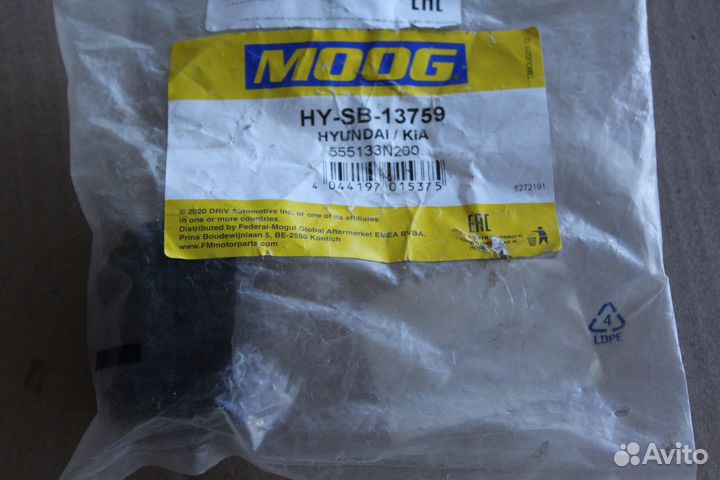 EAC
MOOG
HY-SB-13759
HYUNDAI / KIA
555133N200
4 044197 015375
6272191
© 2020 DRiV Automotive Inc. or one of its affiliates
in one or more countries.
Distributed by Federal-Mogul Global Aftermarket EMEA BVBA.
Prins Boudewijnlaan 5, BE-2550 Kontich
www.FMmotorparts.com
EAC
4
LDPE
Avito